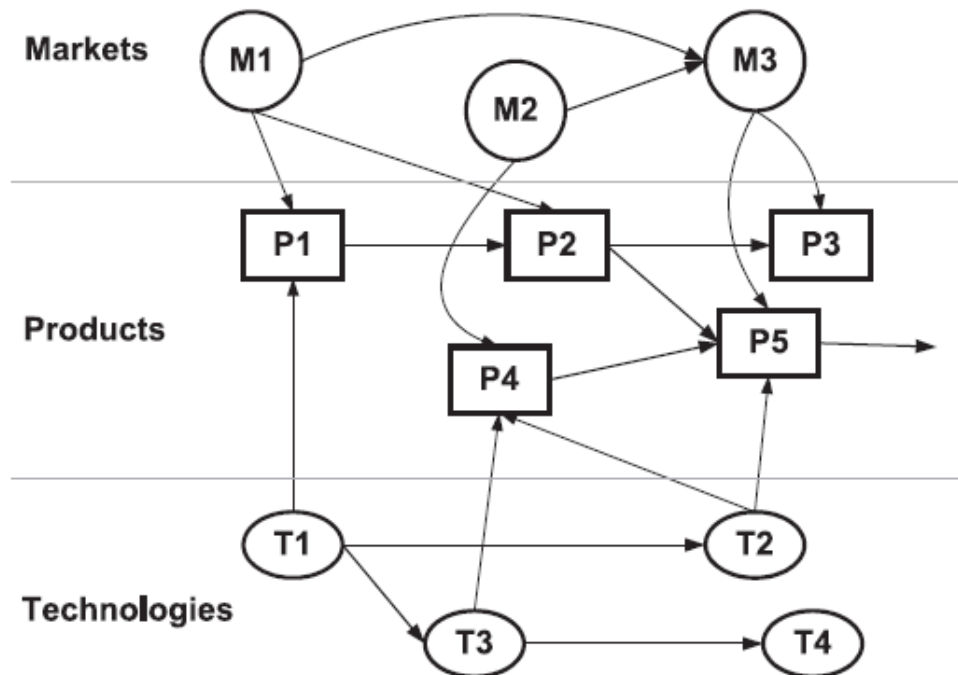 Markets
M1
M2
M3
P1
P2
P3
Products
P4
P5
T1
T2
Technologies
T3
T4